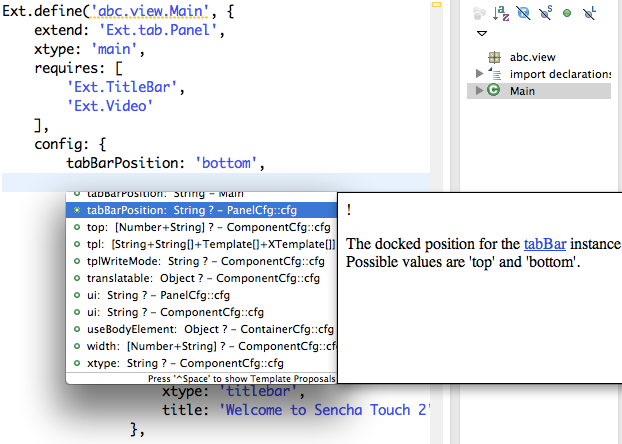 Ext.define('abc.view.Main', {
extend: 'Ext.tab.Panel',
xtype: 'main',
requires: [
'Ext.TitleBar',
'Ext.Video'
],
config: {
tabBarPosition: 'bottom',
tabBarPosition: String – Main
tabBarPosition: String ? – PanelCfg::cfg
top: [Number+String] ? – ComponentCfg::cfg
tpl: [String+String[]+Template[]+XTemplate[]]
tplWriteMode: String ? – ComponentCfg::cfg
translatable: Object ? – ComponentCfg::cfg
ui: String ? – PanelCfg::cfg
ui: String ? – ComponentCfg::cfg
useBodyElement: Object ? – ContainerCfg::cfg
width: [Number+String] ? – ComponentCfg::cfg
xtype: String ? – ComponentCfg::cfg
Press '^Space' to show Template Proposals
!
The docked position for the tabBar instance
Possible values are 'top' and 'bottom'.
xtype: 'titlebar',
title: 'Welcome to Sencha Touch 2'
},
a
z
S
L
abc.view
import declarations
C
Main